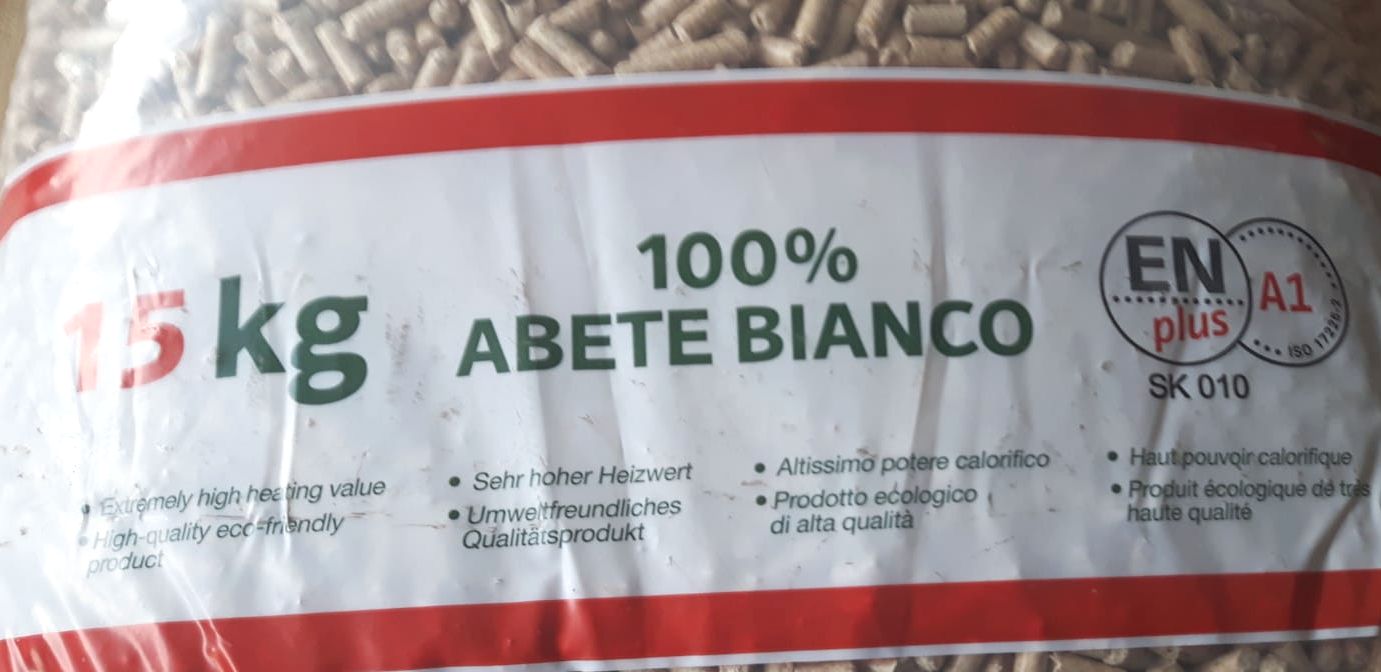 15 kg
100%
ABETE BIANCO
EN
plus
A1
ISO 17225-2
SK 010
• Extremely high heating value
• High-quality eco-friendly
product
• Sehr hoher Heizwert
• Umweltfreundliches
Qualitätsprodukt
• Altissimo potere calorifico
• Prodotto ecologico
di alta qualità
• Haut pouvoir calorifique
• Produit écologique de très
haute qualité